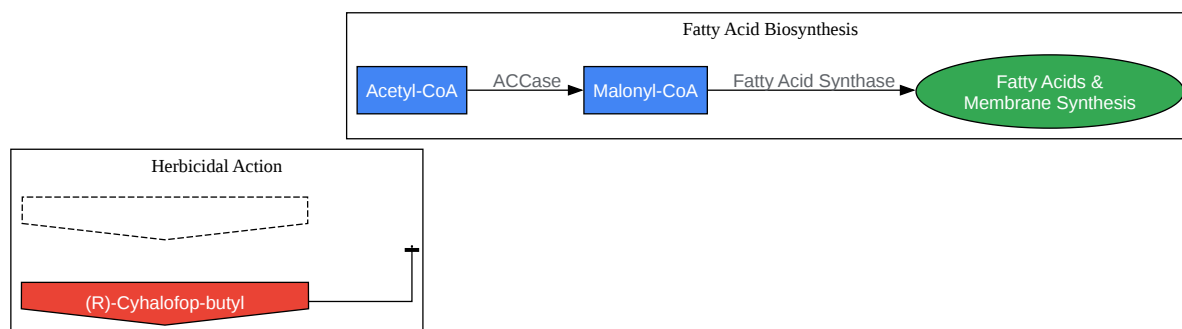 Fatty Acid Biosynthesis
Acetyl-CoA
ACCase
Malonyl-CoA
Fatty Acid Synthase
Fatty Acids &
Membrane Synthesis
Herbicidal Action
(R)-Cyhalofop-butyl